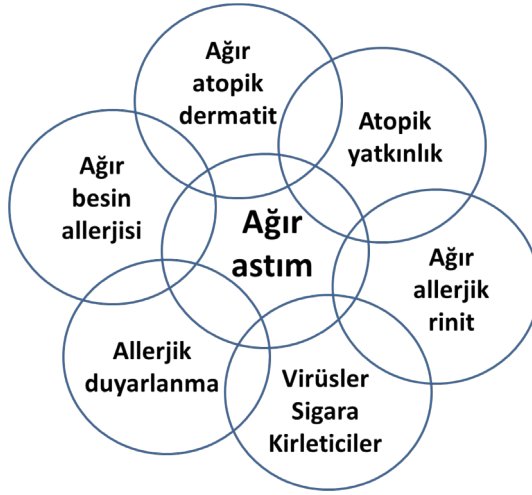 Ağır
atopik
dermatit
Atopik
yatkınlık
Ağır
besin
allerjisi
Ağır
astım
Ağır
allerjik
rinit
Allerjik
duyarlanma
Virüsler
Sigara
Kirleticiler